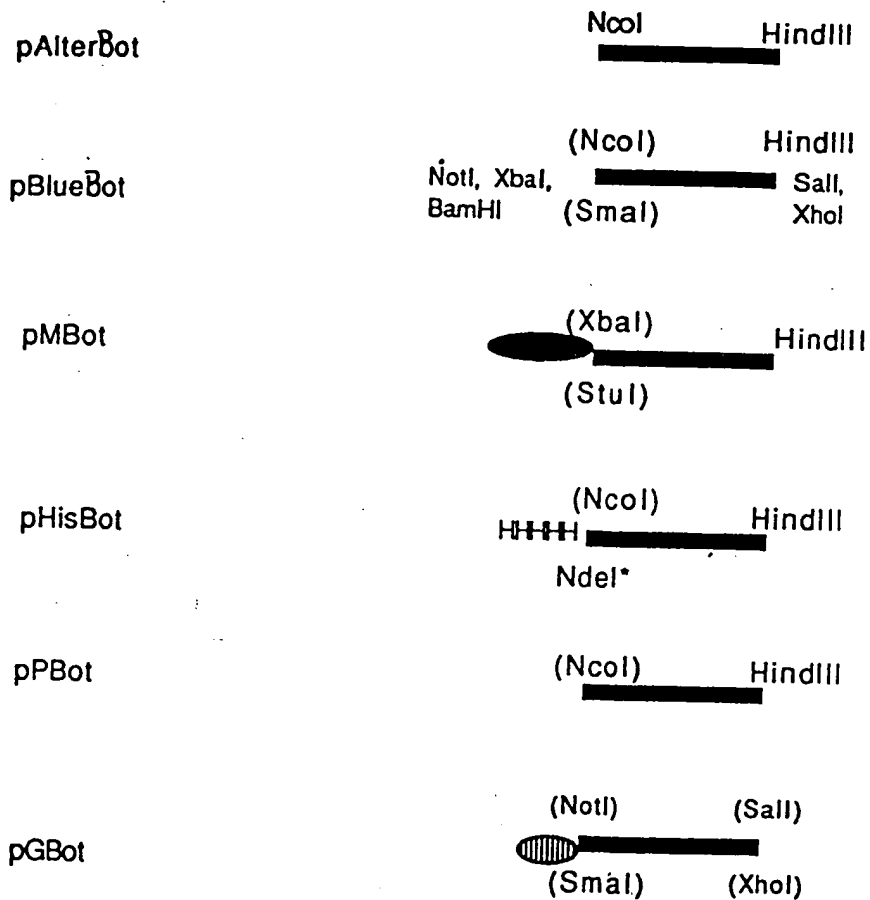 pAlterBot
NcoI HindIII
pBlueBot
(NcoI) HindIII
NotI, XbaI, SalI,
BamHI (SmaI) XhoI
pMBot
(XbaI) HindIII
(StuI)
pHisBot
(NcoI) HindIII
HHHHH
NdeI*
pPBot
(NcoI) HindIII
pGBot
(NotI) (SalI)
(SmaI) (XhoI)